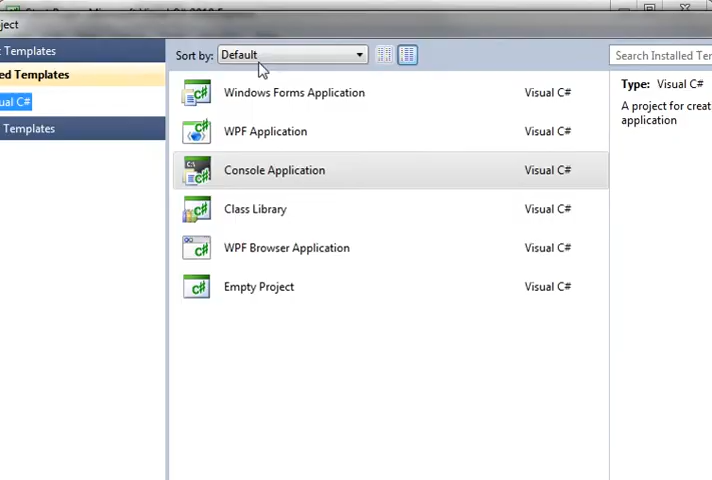 ject
t Templates
ed Templates
ual C#
Templates
Sort by: Default
Search Installed Tem
Windows Forms Application Visual C#
WPF Application Visual C#
Console Application Visual C#
Class Library Visual C#
WPF Browser Application Visual C#
Empty Project Visual C#
Type: Visual C#
A project for creat
application